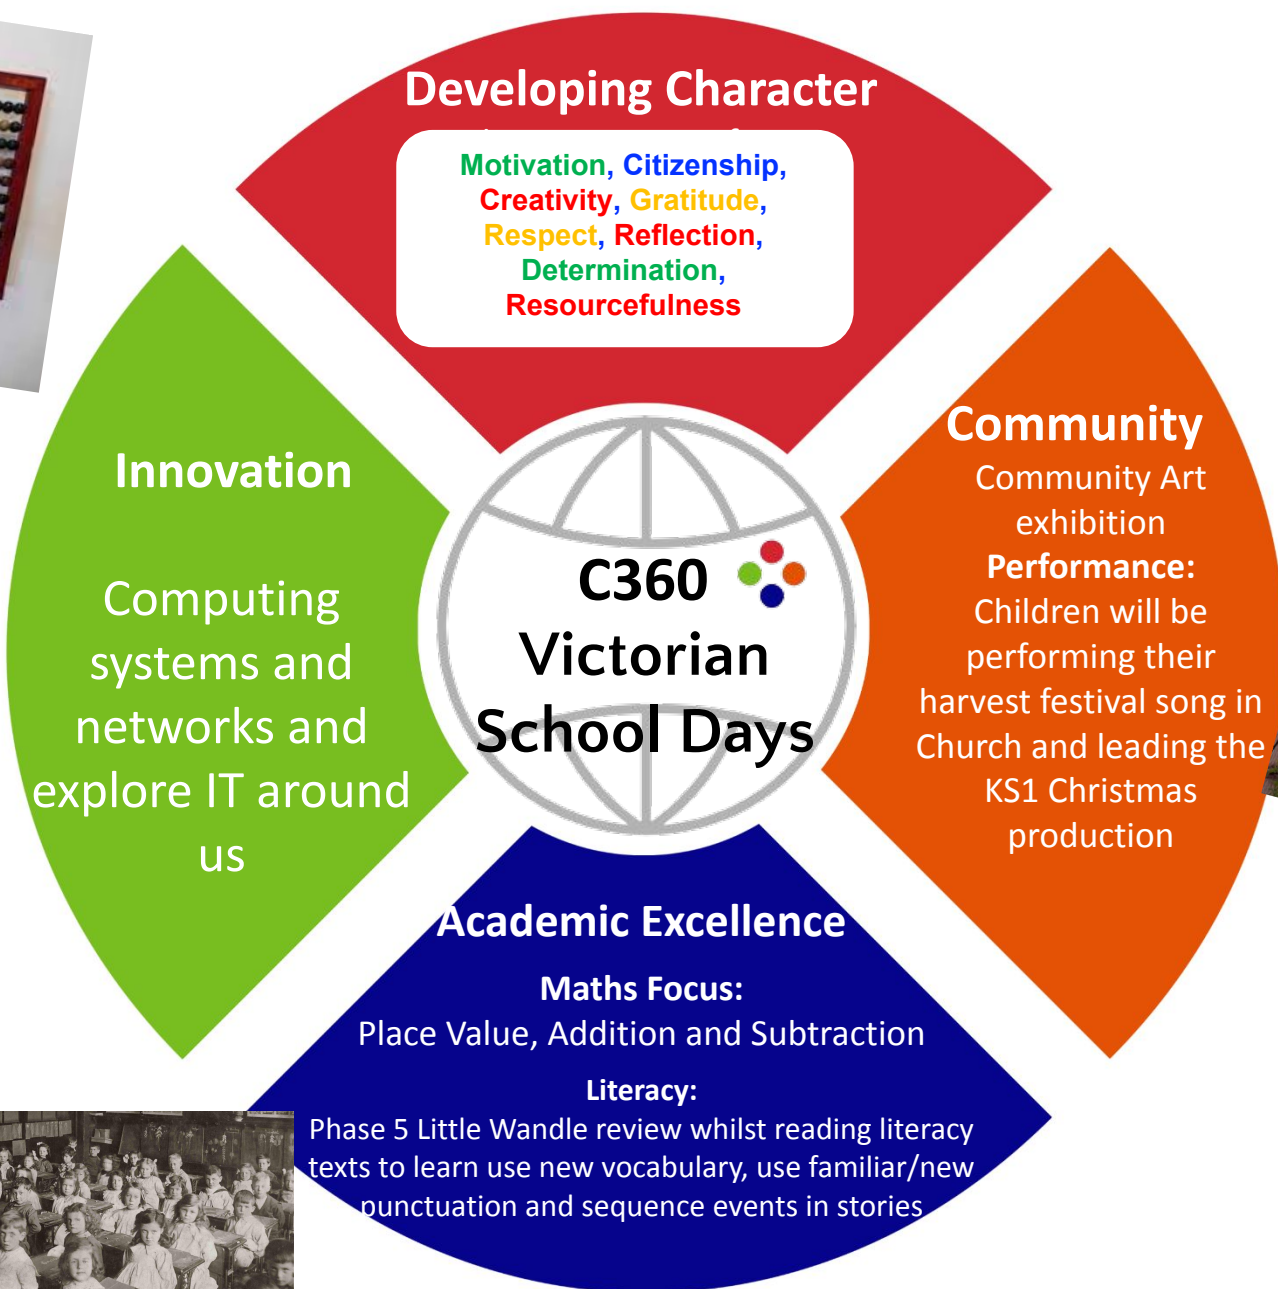 Developing Character
Motivation, Citizenship,
Creativity, Gratitude,
Respect, Reflection,
Determination,
Resourcefulness
Innovation
Computing
systems and
networks and
explore IT around
us
C360
Victorian
School Days
Community
Community Art
exhibition
Performance:
Children will be
performing their
harvest festival song in
Church and leading the
KS1 Christmas
production
Academic Excellence
Maths Focus:
Place Value, Addition and Subtraction
Literacy:
Phase 5 Little Wandle review whilst reading literacy
texts to learn use new vocabulary, use familiar/new
punctuation and sequence events in stories